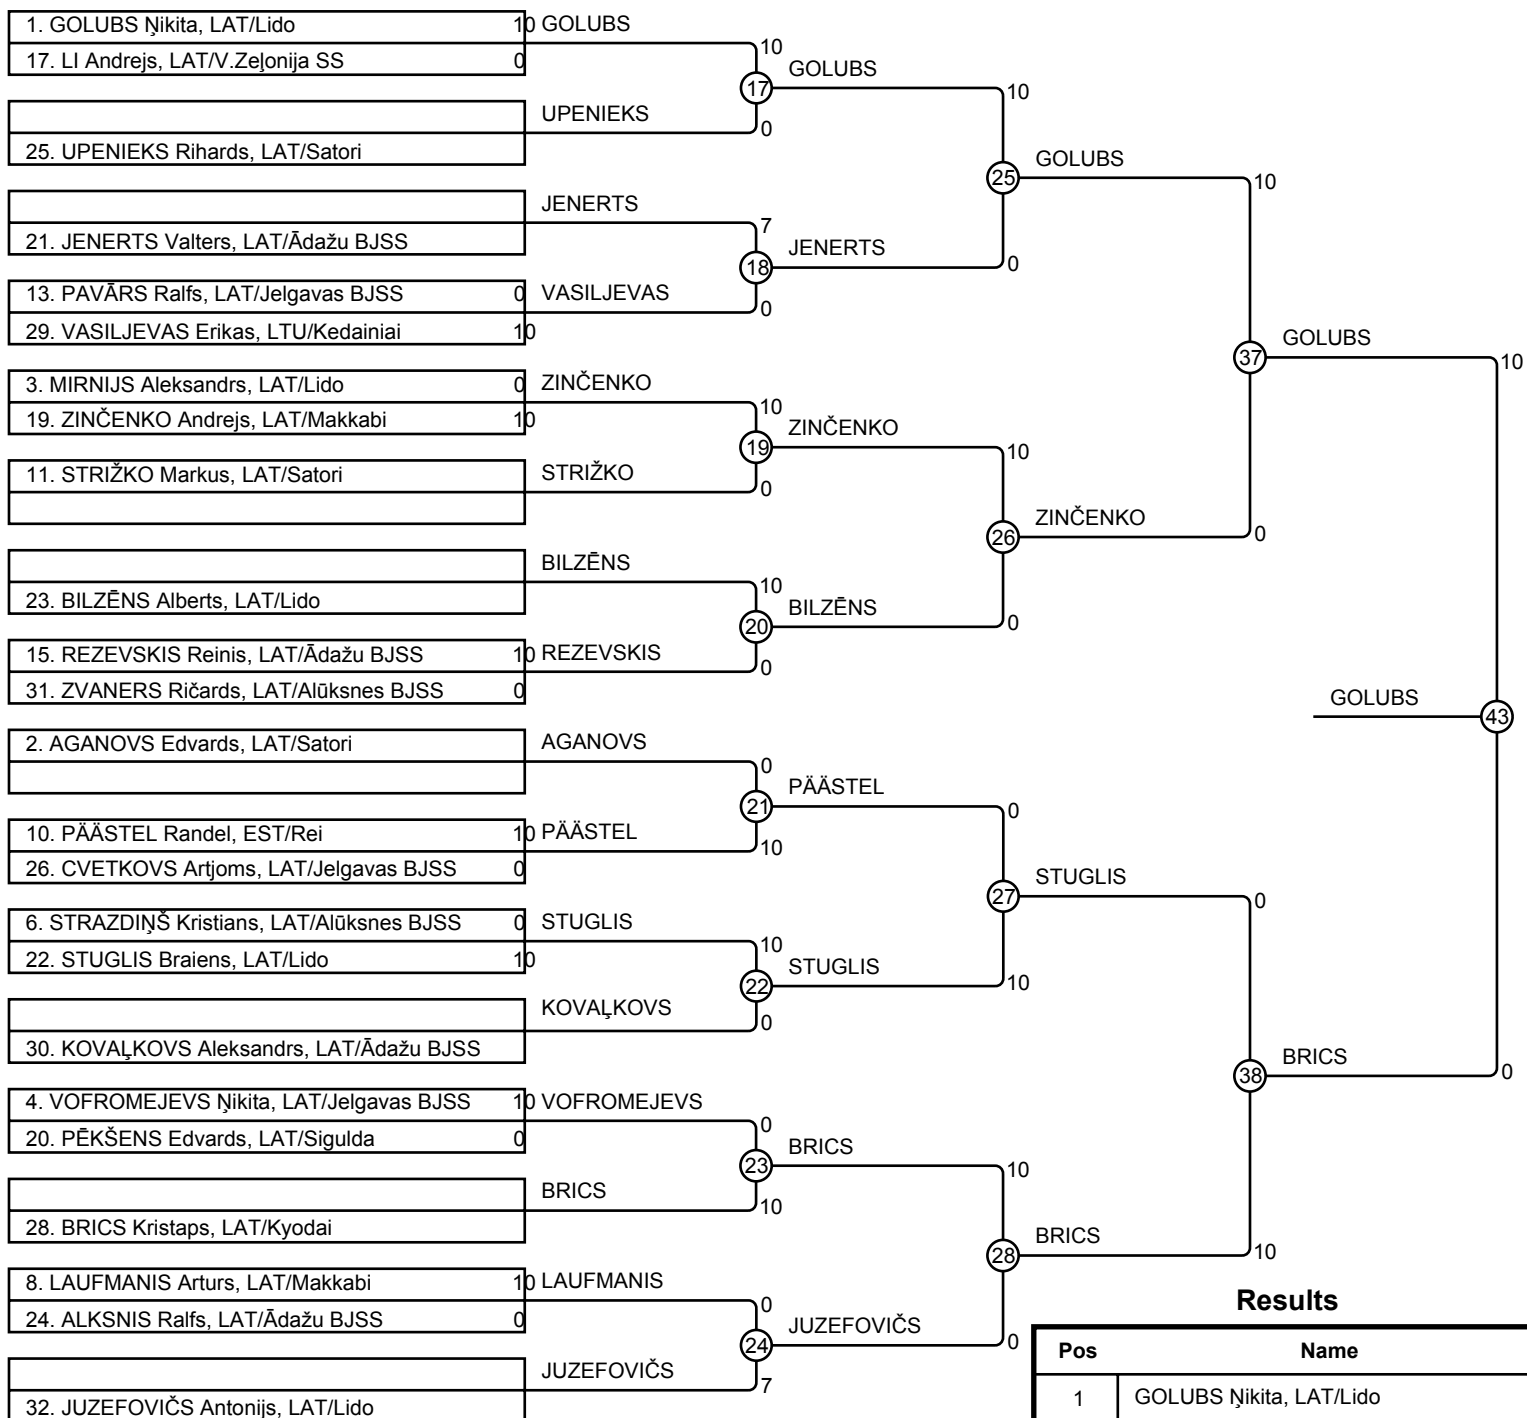 1. GOLUBS Ņikita, LAT/Lido 10 GOLUBS
17. LI Andrejs, LAT/V.Zeļonija SS 0
10
17
GOLUBS
0
UPENIEKS
25. UPENIEKS Rihards, LAT/Satori
10
25
GOLUBS
0
JENERTS
21. JENERTS Valters, LAT/Ādažu BJSS
7
18
JENERTS
0
13. PAVĀRS Ralfs, LAT/Jelgavas BJSS 0 VASILJEVAS
29. VASILJEVAS Erikas, LTU/Kedainiai 10
10
37
GOLUBS
0
3. MIRNIJS Aleksandrs, LAT/Lido 0 ZINČENKO
19. ZINČENKO Andrejs, LAT/Makkabi 10
10
19
ZINČENKO
0
11. STRIŽKO Markus, LAT/Satori STRIŽKO
10
26
ZINČENKO
0
BILZĒNS
23. BILZĒNS Alberts, LAT/Lido
10
20
BILZĒNS
0
15. REZEVSKIS Reinis, LAT/Ādažu BJSS 10 REZEVSKIS
31. ZVANERS Ričards, LAT/Alūksnes BJSS 0
10
GOLUBS
43
0
2. AGANOVS Edvards, LAT/Satori AGANOVS
0
21
PÄÄSTEL
10
10. PÄÄSTEL Randel, EST/Rei 10 PÄÄSTEL
26. CVETKOVS Artjoms, LAT/Jelgavas BJSS 0
0
27
STUGLIS
10
6. STRAZDIŅŠ Kristians, LAT/Alūksnes BJSS 0 STUGLIS
22. STUGLIS Braiens, LAT/Lido 10
10
22
STUGLIS
0
KOVAĻKOVS
30. KOVAĻKOVS Aleksandrs, LAT/Ādažu BJSS
0
38
BRICS
10
4. VOFROMEJEVS Ņikita, LAT/Jelgavas BJSS 10 VOFROMEJEVS
20. PĒKŠENS Edvards, LAT/Sigulda 0
0
23
BRICS
10
BRICS
28. BRICS Kristaps, LAT/Kyodai
10
28
BRICS
0
8. LAUFMANIS Arturs, LAT/Makkabi 10 LAUFMANIS
24. ALKSNIS Ralfs, LAT/Ādažu BJSS 0
0
24
JUZEFOVIČS
7
JUZEFOVIČS
32. JUZEFOVIČS Antonijs, LAT/Lido
Results
Pos Name
1 GOLUBS Ņikita, LAT/Lido